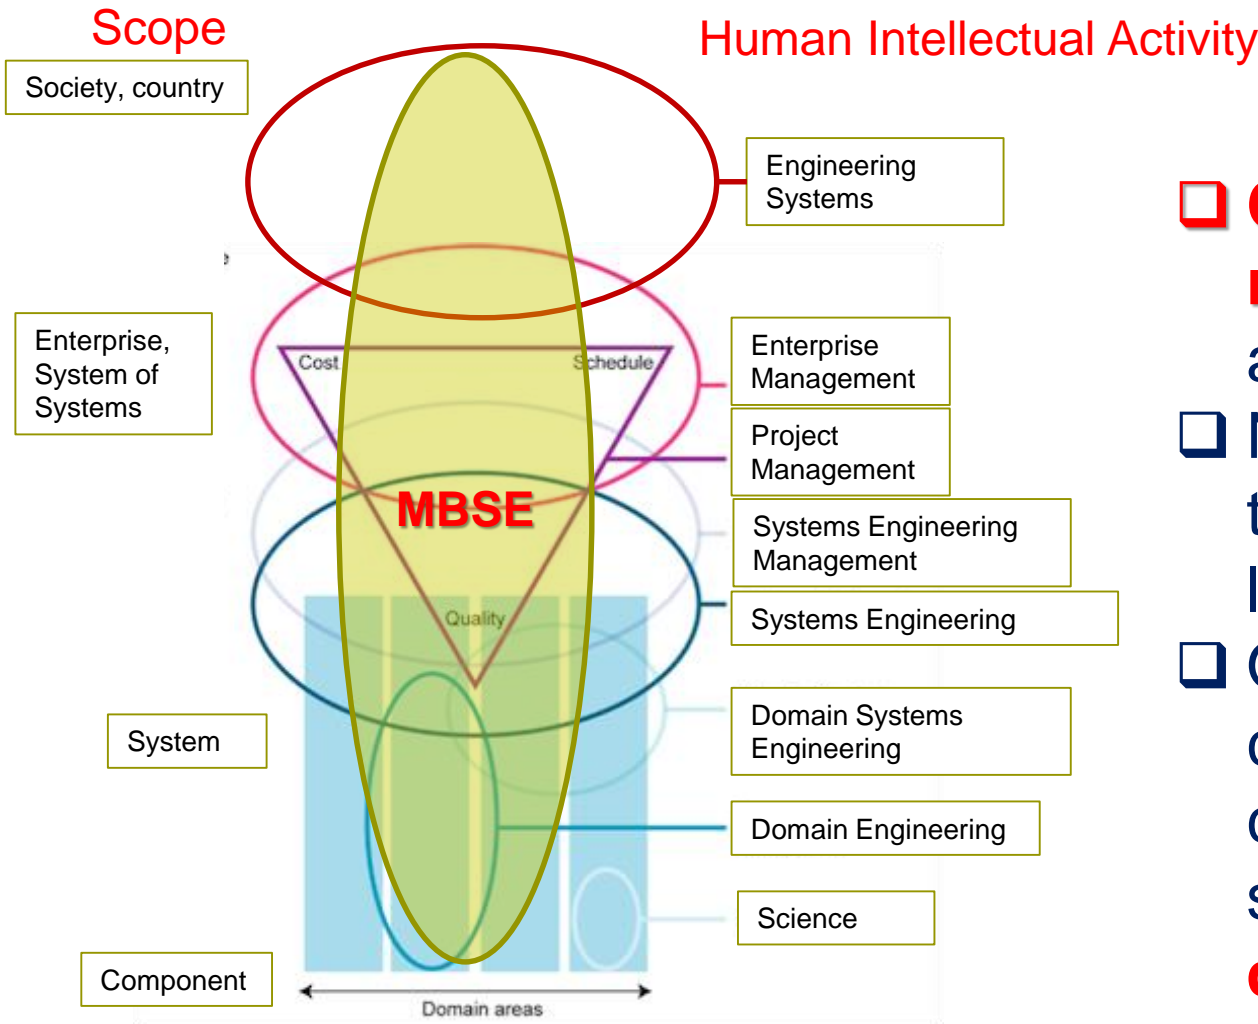 Scope
Human Intellectual Activity
Society, country
Engineering
Systems
Enterprise,
System of
Systems
Cost
Schedule
Enterprise
Management
Project
Management
MBSE
Systems Engineering
Management
Quality
Systems Engineering
System
Domain Systems
Engineering
Domain Engineering
Science
Component
Domain areas